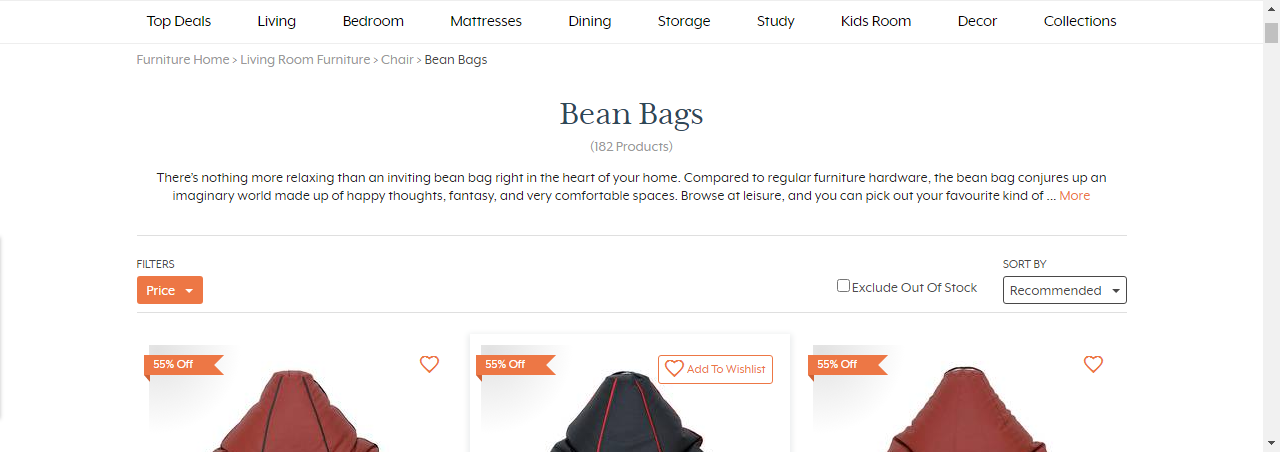 Top Deals Living Bedroom Mattresses Dining Storage Study Kids Room Decor Collections
Furniture Home > Living Room Furniture > Chair > Bean Bags
Bean Bags
(182 Products)
There's nothing more relaxing than an inviting bean bag right in the heart of your home. Compared to regular furniture hardware, the bean bag conjures up an
imaginary world made up of happy thoughts, fantasy, and very comfortable spaces. Browse at leisure, and you can pick out your favourite kind of ... More
FILTERS
Price
Exclude Out Of Stock
SORT BY
Recommended
55% Off
55% Off
Add To Wishlist
55% Off